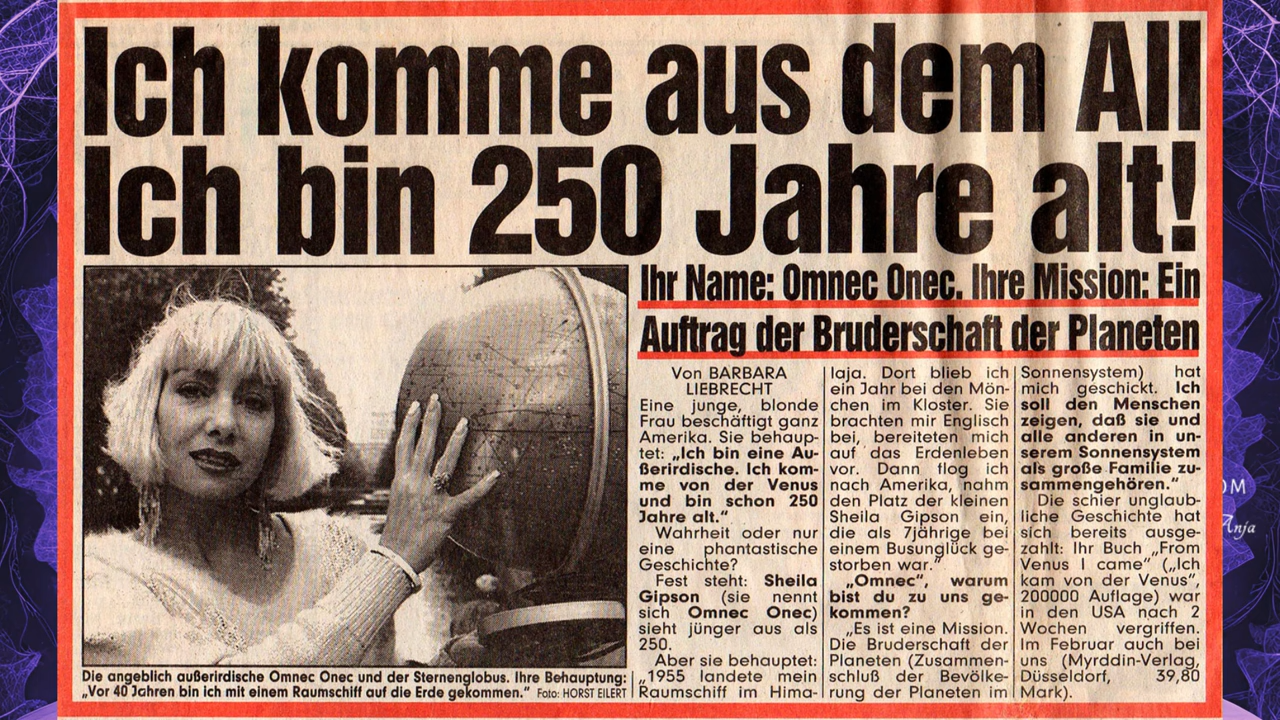 Ich komme aus dem All
Ich bin 250 Jahre alt!
Ihr Name: Omnec Onec. Ihre Mission: Ein
Auftrag der Bruderschaft der Planeten
Die angeblich außerirdische Omnec Onec und der Sternenglobus. Ihre Behauptung:
„Vor 40 Jahren bin ich mit einem Raumschiff auf die Erde gekommen.“ Foto: HORST EILERT
Von BARBARA
LIEBRECHT
Eine junge, blonde
Frau beschäftigt ganz
Amerika. Sie behaup-
tet: „Ich bin eine Au-
ßerirdische. Ich kom-
me von der Venus
und bin schon 250
Jahre alt.“
Wahrheit oder nur
eine phantastische
Geschichte?
Fest steht: Sheila
Gipson (sie nennt
sich Omnec Onec)
sieht jünger aus als
250.
Aber sie behauptet:
„1955 landete mein
Raumschiff im Hima-
laja. Dort blieb ich
ein Jahr bei den Mön-
chen im Kloster. Sie
brachten mir Englisch
bei, bereiteten mich
auf das Erdenleben
vor. Dann flog ich
nach Amerika, nahm
den Platz der kleinen
Sheila Gipson ein,
die als 7jährige bei
einem Busunglück ge-
storben war.“
„Omnec“, warum
bist du zu uns ge-
kommen?
„Es ist eine Mission.
Die Bruderschaft der
Planeten (Zusammen-
schluß der Bevölke-
rung der Planeten im
Sonnensystem) hat
mich geschickt. Ich
soll den Menschen
zeigen, daß sie und
alle anderen in un-
serem Sonnensystem
als große Familie zu-
sammengehören.“
Die schier unglaub-
liche Geschichte hat
sich bereits ausge-
zahlt: Ihr Buch „From
Venus I came“ („Ich
kam von der Venus“,
200000 Auflage) war
in den USA nach 2
Wochen vergriffen.
Im Februar auch bei
uns (Myrddin-Verlag,
Düsseldorf, 39,80
Mark).
OM
Anja